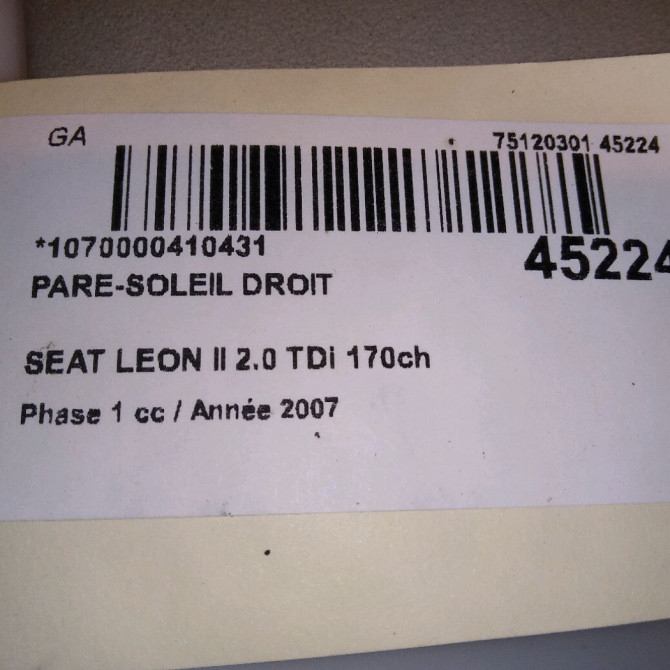 GA 75120301 45224
*1070000410431 45224
PARE-SOLEIL DROIT
SEAT LEON II 2.0 TDi 170ch
Phase 1 cc / Année 2007